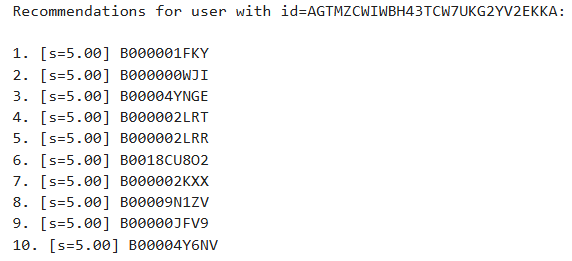 Recommendations for user with id=AGTMZCWIWBH43TCW7UKG2YV2EKKA:
1. [s=5.00] B000001FKY
2. [s=5.00] B000000WJI
3. [s=5.00] B00004YNGE
4. [s=5.00] B000002LRT
5. [s=5.00] B000002LRR
6. [s=5.00] B0018CU8O2
7. [s=5.00] B000002KXX
8. [s=5.00] B00009N1ZV
9. [s=5.00] B00000JFV9
10. [s=5.00] B00004Y6NV